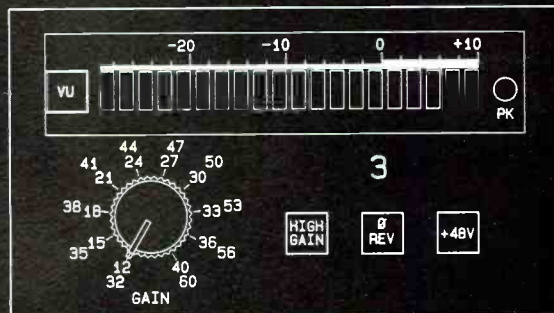 -20 -10 0 +10
VU
PK
44 47
41 24 27 50
21 30
3
38 18 33 53
HIGH
GAIN
Ø
REV
+48V
35 15 36 56
12 40
32 60
GAIN